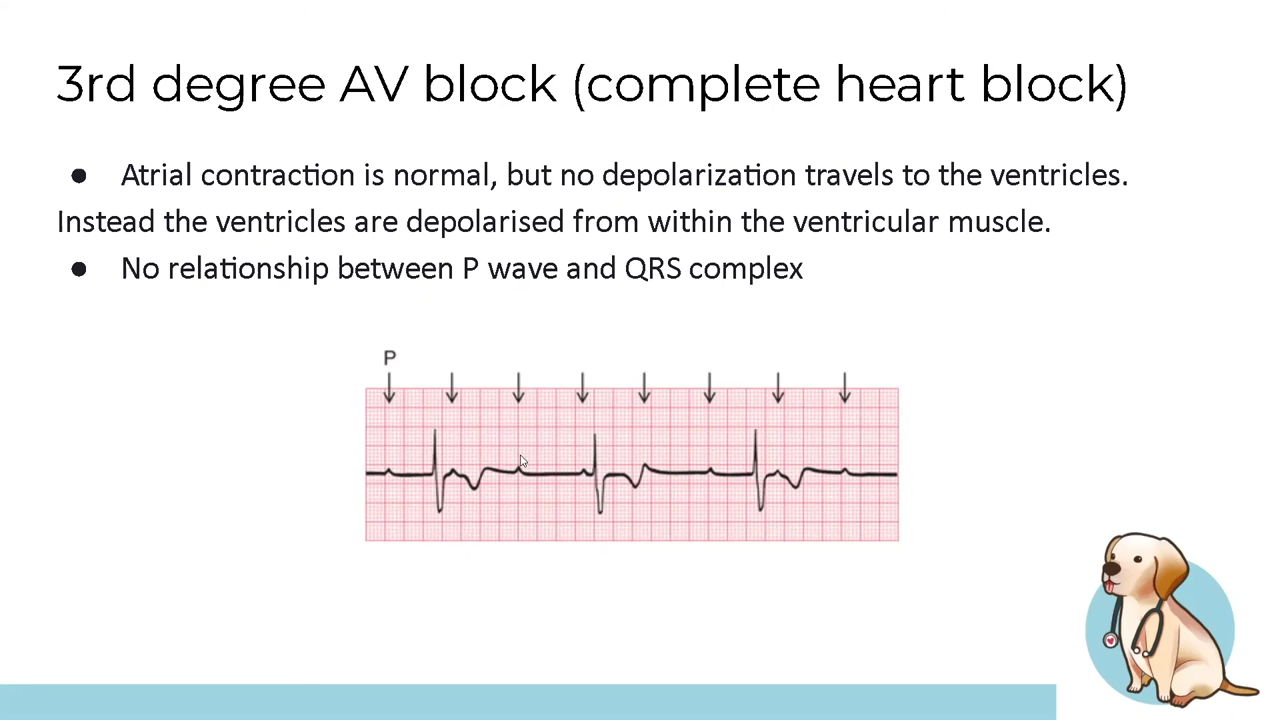 3rd degree AV block (complete heart block)
● Atrial contraction is normal, but no depolarization travels to the ventricles.
Instead the ventricles are depolarised from within the ventricular muscle.
● No relationship between P wave and QRS complex
P